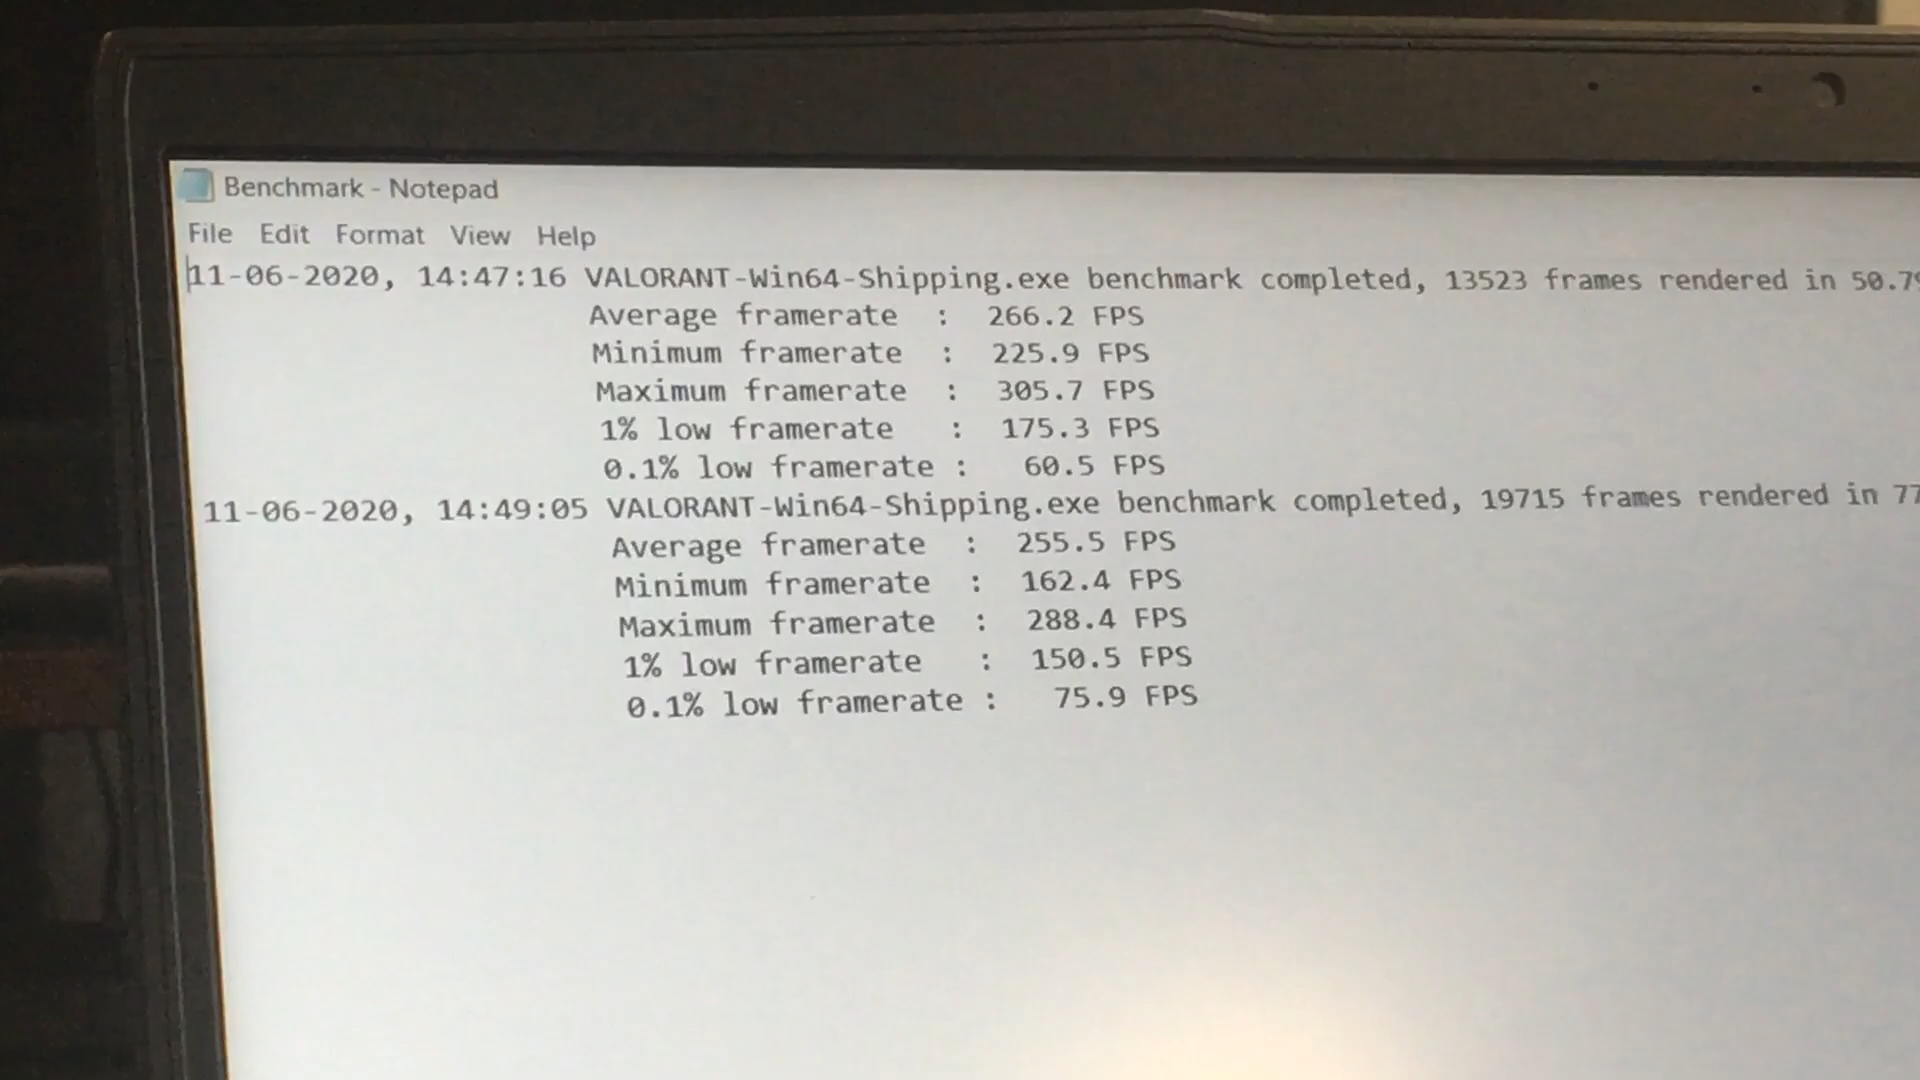 Benchmark - Notepad
File Edit Format View Help
11-06-2020, 14:47:16 VALORANT-Win64-Shipping.exe benchmark completed, 13523 frames rendered in 50.79
Average framerate : 266.2 FPS
Minimum framerate : 225.9 FPS
Maximum framerate : 305.7 FPS
1% low framerate : 175.3 FPS
0.1% low framerate : 60.5 FPS
11-06-2020, 14:49:05 VALORANT-Win64-Shipping.exe benchmark completed, 19715 frames rendered in 77
Average framerate : 255.5 FPS
Minimum framerate : 162.4 FPS
Maximum framerate : 288.4 FPS
1% low framerate : 150.5 FPS
0.1% low framerate : 75.9 FPS